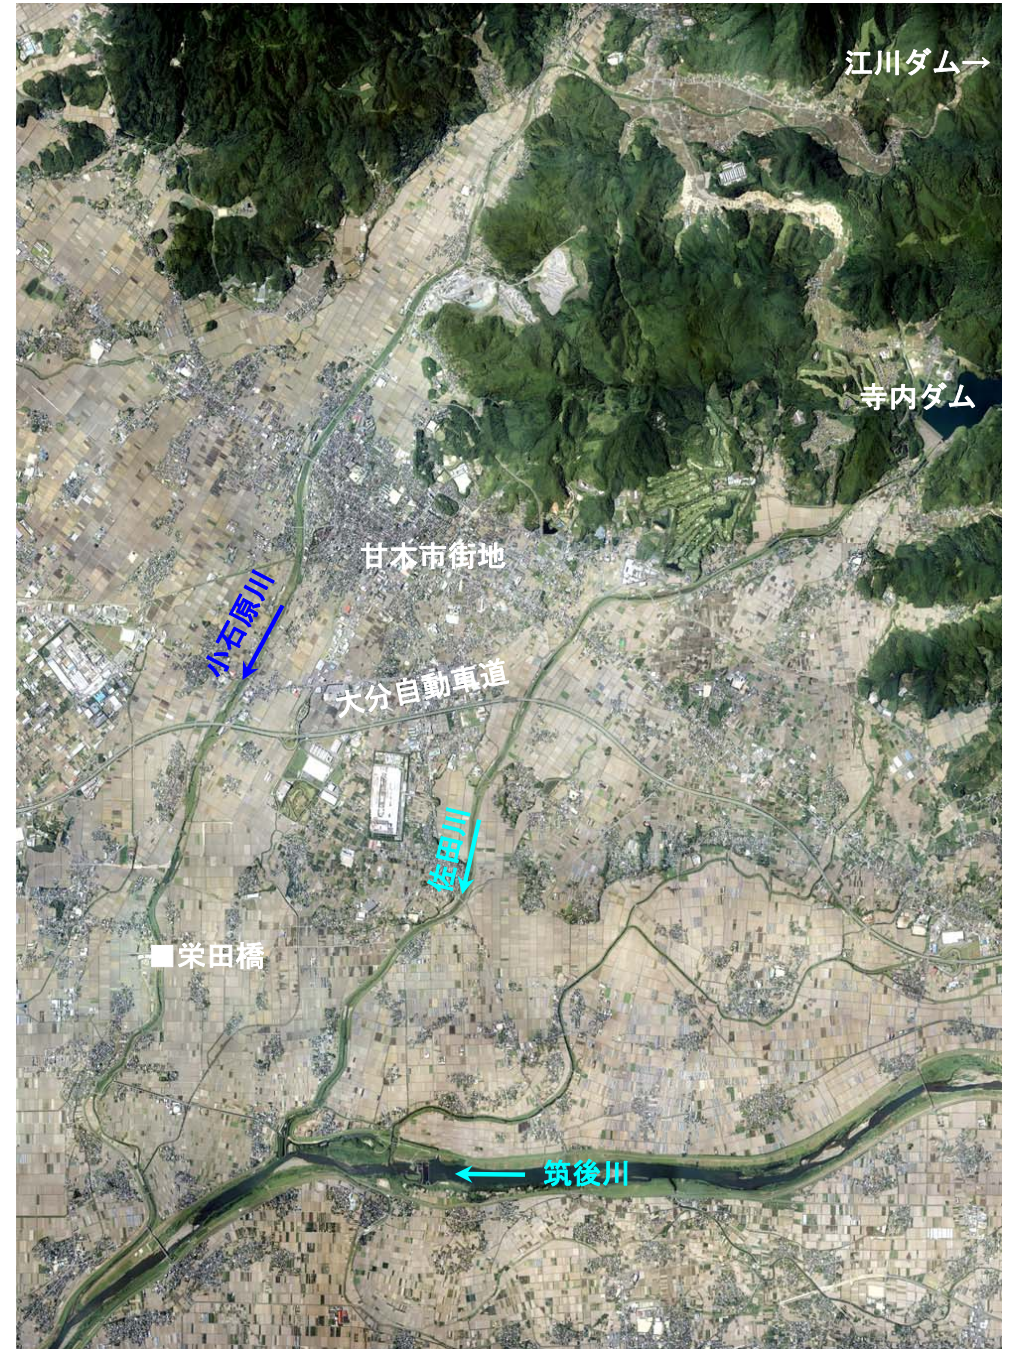 江川ダム→
寺内ダム
甘木市街地
小石原川
大分自動車道
佐田川
■栄田橋
筑後川